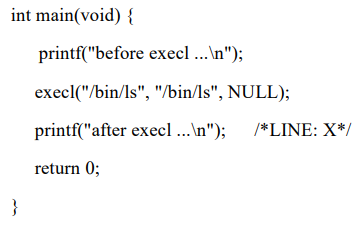 int main(void) {
printf("before execl ...\n");
execl("/bin/ls", "/bin/ls", NULL);
printf("after execl ...\n"); /*LINE: X*/
return 0;
}